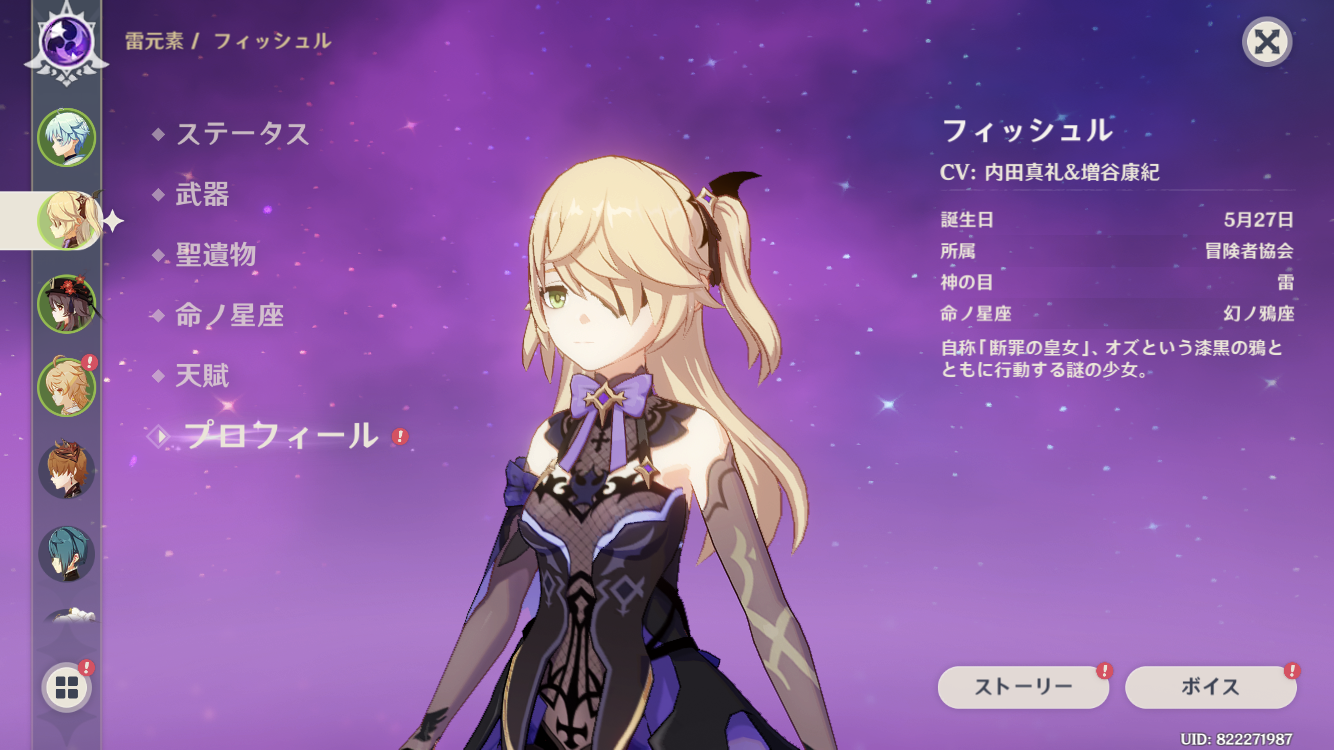 雷元素 / フィッシュル
ステータス
武器
聖遺物
命ノ星座
天賦
プロフィール
フィッシュル
CV: 内田真礼&増谷康紀
誕生日 5月27日
所属 冒険者協会
神の目 雷
命ノ星座 幻ノ鴉座
自称「断罪の皇女」、オズという漆黒の鴉と
ともに行動する謎の少女。
ストーリー
ボイス
UID: 822271987